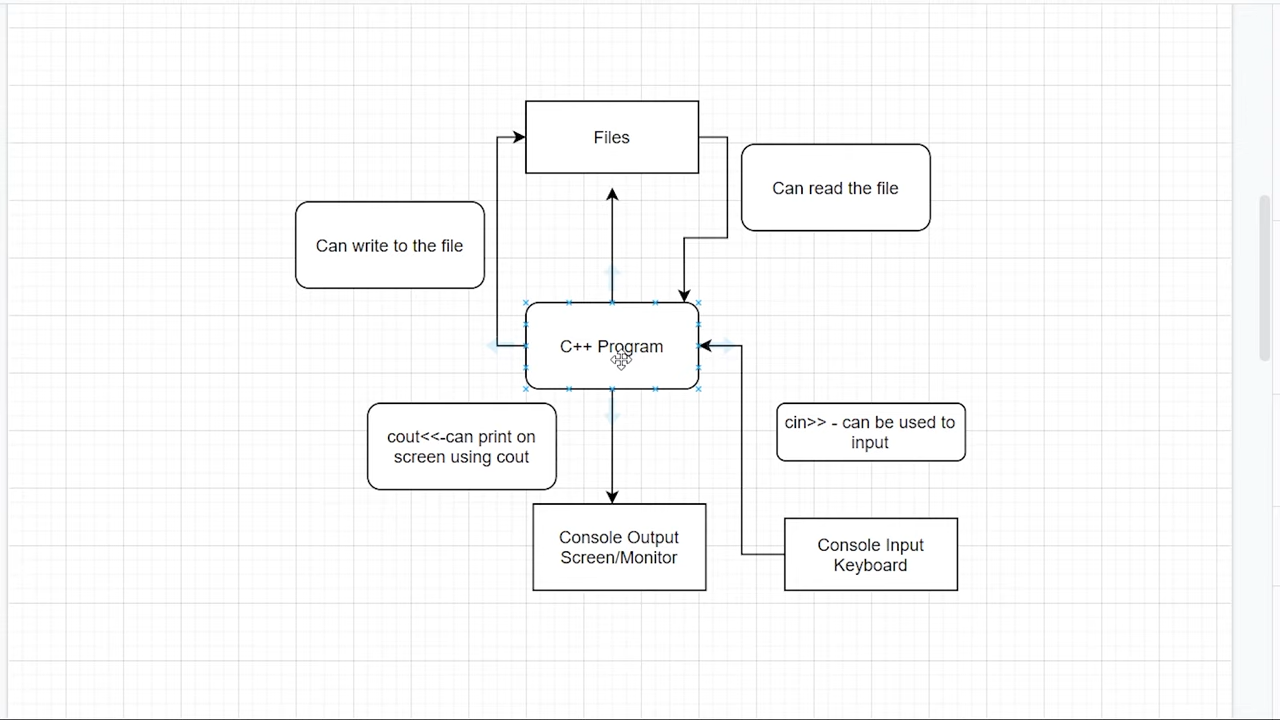 Files
Can read the file
Can write to the file
C++ Program
cout<<-can print on
screen using cout
cin>> - can be used to
input
Console Output
Screen/Monitor
Console Input
Keyboard